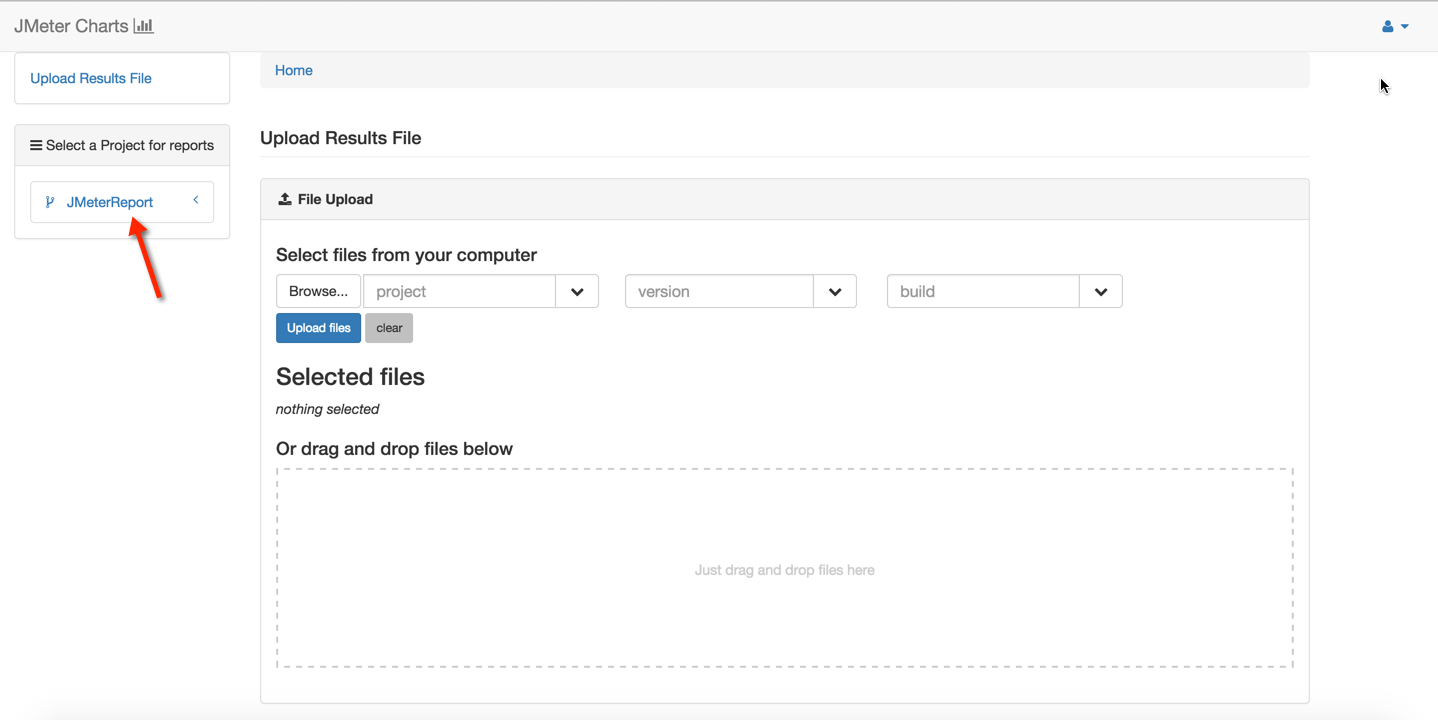 JMeter Charts
Upload Results File
Home
Select a Project for reports
JMeterReport
Upload Results File
File Upload
Select files from your computer
Browse... project version build
Upload files clear
Selected files
nothing selected
Or drag and drop files below
Just drag and drop files here